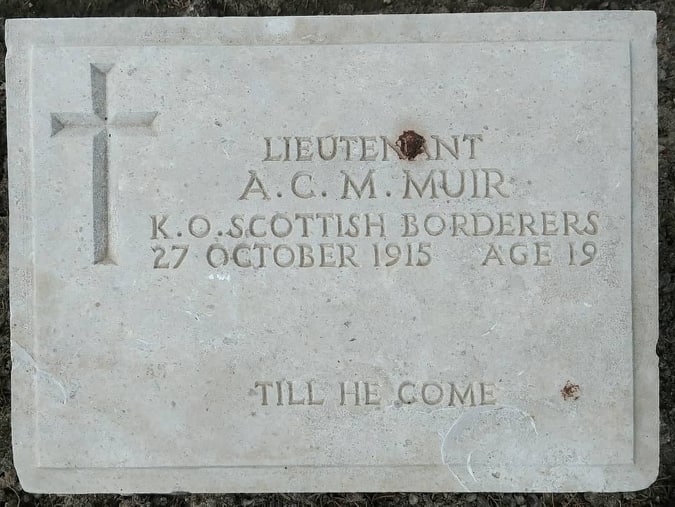 LIEUTENANT
A. C. M. MUIR
K.O. SCOTTISH BORDERERS
27 OCTOBER 1915 AGE 19
TILL HE COME